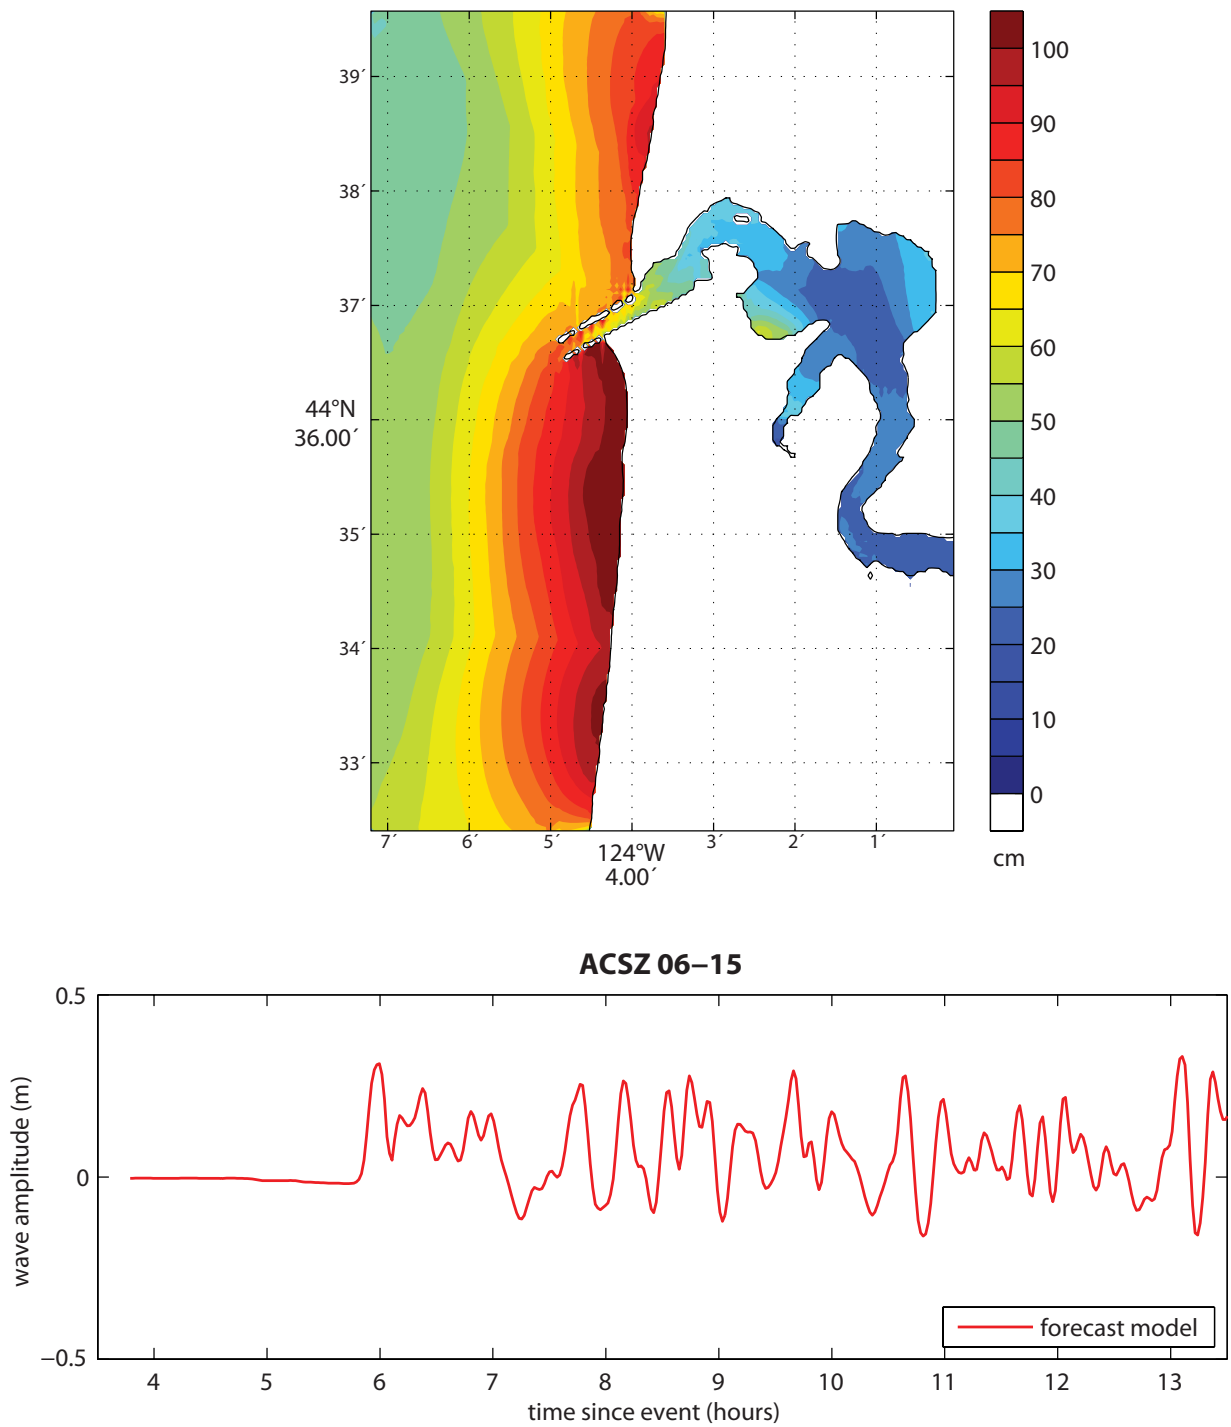 39´
38´
37´
44°N
36.00´
35´
34´
33´
7´ 6´ 5´ 124°W 3´ 2´ 1´
4.00´
100
90
80
70
60
50
40
30
20
10
0
cm
ACSZ 06–15
wave amplitude (m)
0.5
0
–0.5
forecast model
4 5 6 7 8 9 10 11 12 13
time since event (hours)